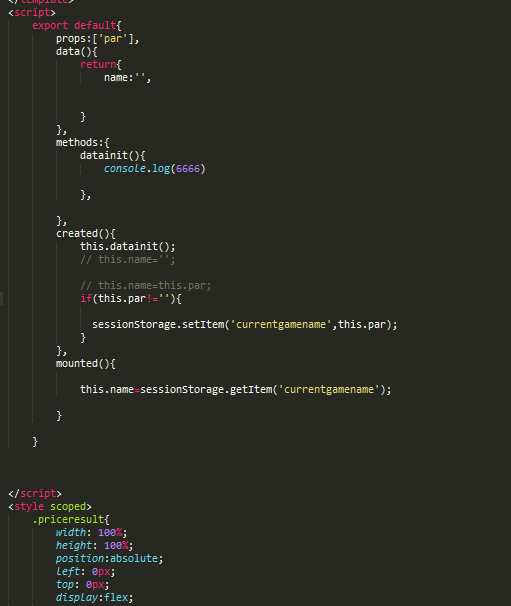 </template>
<script>
export default{
props:['par'],
data(){
return{
name:'',
}
},
methods:{
datainit(){
console.log(6666)
},
},
created(){
this.datainit();
// this.name='';
// this.name=this.par;
if(this.par!=''){
sessionStorage.setItem('currentgamename',this.par);
}
},
mounted(){
this.name=sessionStorage.getItem('currentgamename');
}
}
</script>
<style scoped>
.priceresult{
width: 100%;
height: 100%;
position:absolute;
left: 0px;
top: 0px;
display:flex;